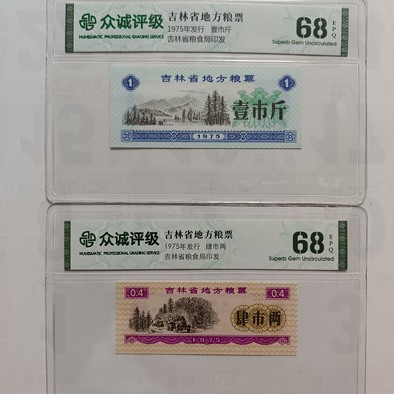 众诚评级
NUMISMATIC PROFESSIONAL GRADING SERVICE
吉林省地方粮票
1975年发行 壹市斤
吉林省粮食局印发
68 EPQ
Superb Gem Uncirculated
1 吉林省地方粮票 1
壹市斤
1975
众诚评级
NUMISMATIC PROFESSIONAL GRADING SERVICE
吉林省地方粮票
1975年发行 肆市两
吉林省粮食局印发
68 EPQ
Superb Gem Uncirculated
0.4 吉林省地方粮票 0.4
肆市两
1975